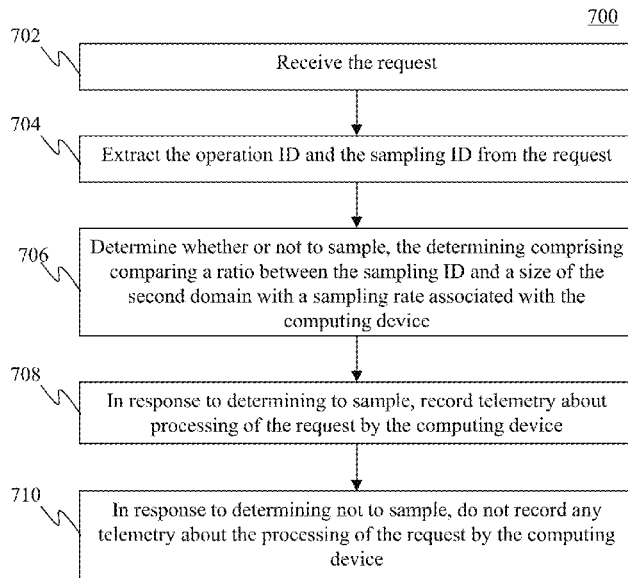 700
702
Receive the request
704
Extract the operation ID and the sampling ID from the request
706
Determine whether or not to sample, the determining comprising
comparing a ratio between the sampling ID and a size of the
second domain with a sampling rate associated with the
computing device
708
In response to determining to sample, record telemetry about
processing of the request by the computing device
710
In response to determining not to sample, do not record any
telemetry about the processing of the request by the computing
device